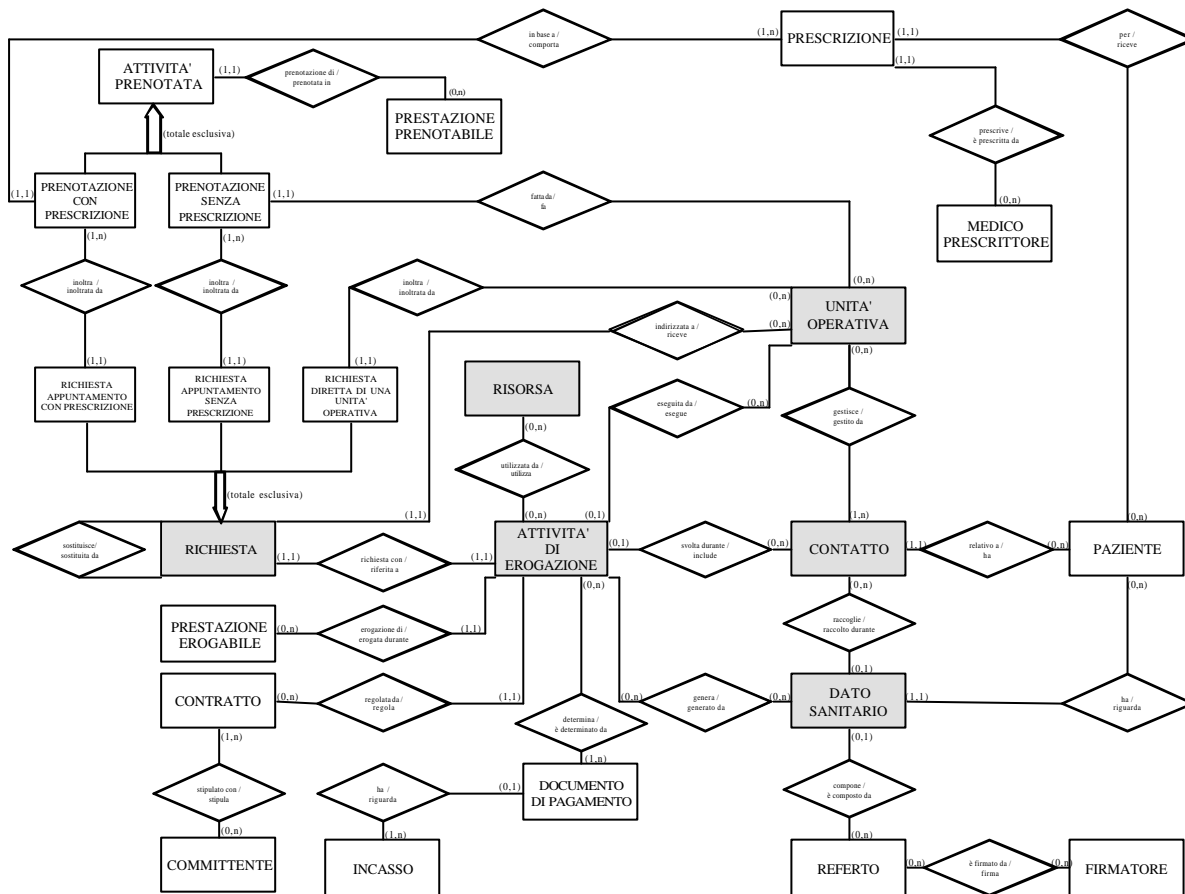 in base a /
comporta
(1,n)
PRESCRIZIONE
(1,1)
per /
riceve
(1,1)
ATTIVITA'
PRENOTATA
(1,1)
prenotazione di /
prenotata in
(0,n)
PRESTAZIONE
PRENOTABILE
(totale esclusiva)
prescrive /
è prescritta da
(0,n)
MEDICO
PRESCRITTORE
(1,1)
PRENOTAZIONE
CON
PRESCRIZIONE
(1,n)
PRENOTAZIONE
SENZA
PRESCRIZIONE
(1,1)
(1,n)
fatta da /
fa
(0,n)
inoltra /
inoltrata da
inoltra /
inoltrata da
inoltra /
inoltrata da
(0,n)
UNITA'
OPERATIVA
(0,n)
indirizzata a /
riceve
(0,n)
(1,1)
(1,1)
(1,1)
RICHIESTA
APPUNTAMENTO
CON PRESCRIZIONE
RICHIESTA
APPUNTAMENTO
SENZA
PRESCRIZIONE
RICHIESTA
DIRETTA DI UNA
UNITA'
OPERATIVA
RISORSA
(0,n)
eseguita da /
esegue
(0,n)
gestisce /
gestito da
utilizzata da /
utilizza
(totale esclusiva)
(1,1)
(0,n)
(0,1)
(1,n)
(0,n)
sostituisce/
sostituita da
RICHIESTA
(1,1)
richiesta con /
riferita a
(1,1)
ATTIVITA'
DI
EROGAZIONE
(0,1)
svolta durante /
include
(0,n)
CONTATTO
(1,1)
relativo a /
ha
(0,n)
PAZIENTE
(0,n)
(0,n)
(0,n)
PRESTAZIONE
EROGABILE
(0,n)
erogazione di /
erogata durante
(1,1)
raccoglie /
raccolto durante
(0,1)
CONTRATTO
(0,n)
regolata da /
regola
(1,1)
(0,n)
genera /
generato da
(0,n)
DATO
SANITARIO
(1,1)
ha /
riguarda
(1,n)
determina /
è determinato da
(1,n)
(0,1)
stipulato con /
stipula
(0,n)
COMMITTENTE
ha /
riguarda
(0,1)
DOCUMENTO
DI PAGAMENTO
(1,n)
INCASSO
compone /
è composto da
(0,n)
REFERTO
(0,n)
è firmato da /
firma
(0,n)
FIRMATORE